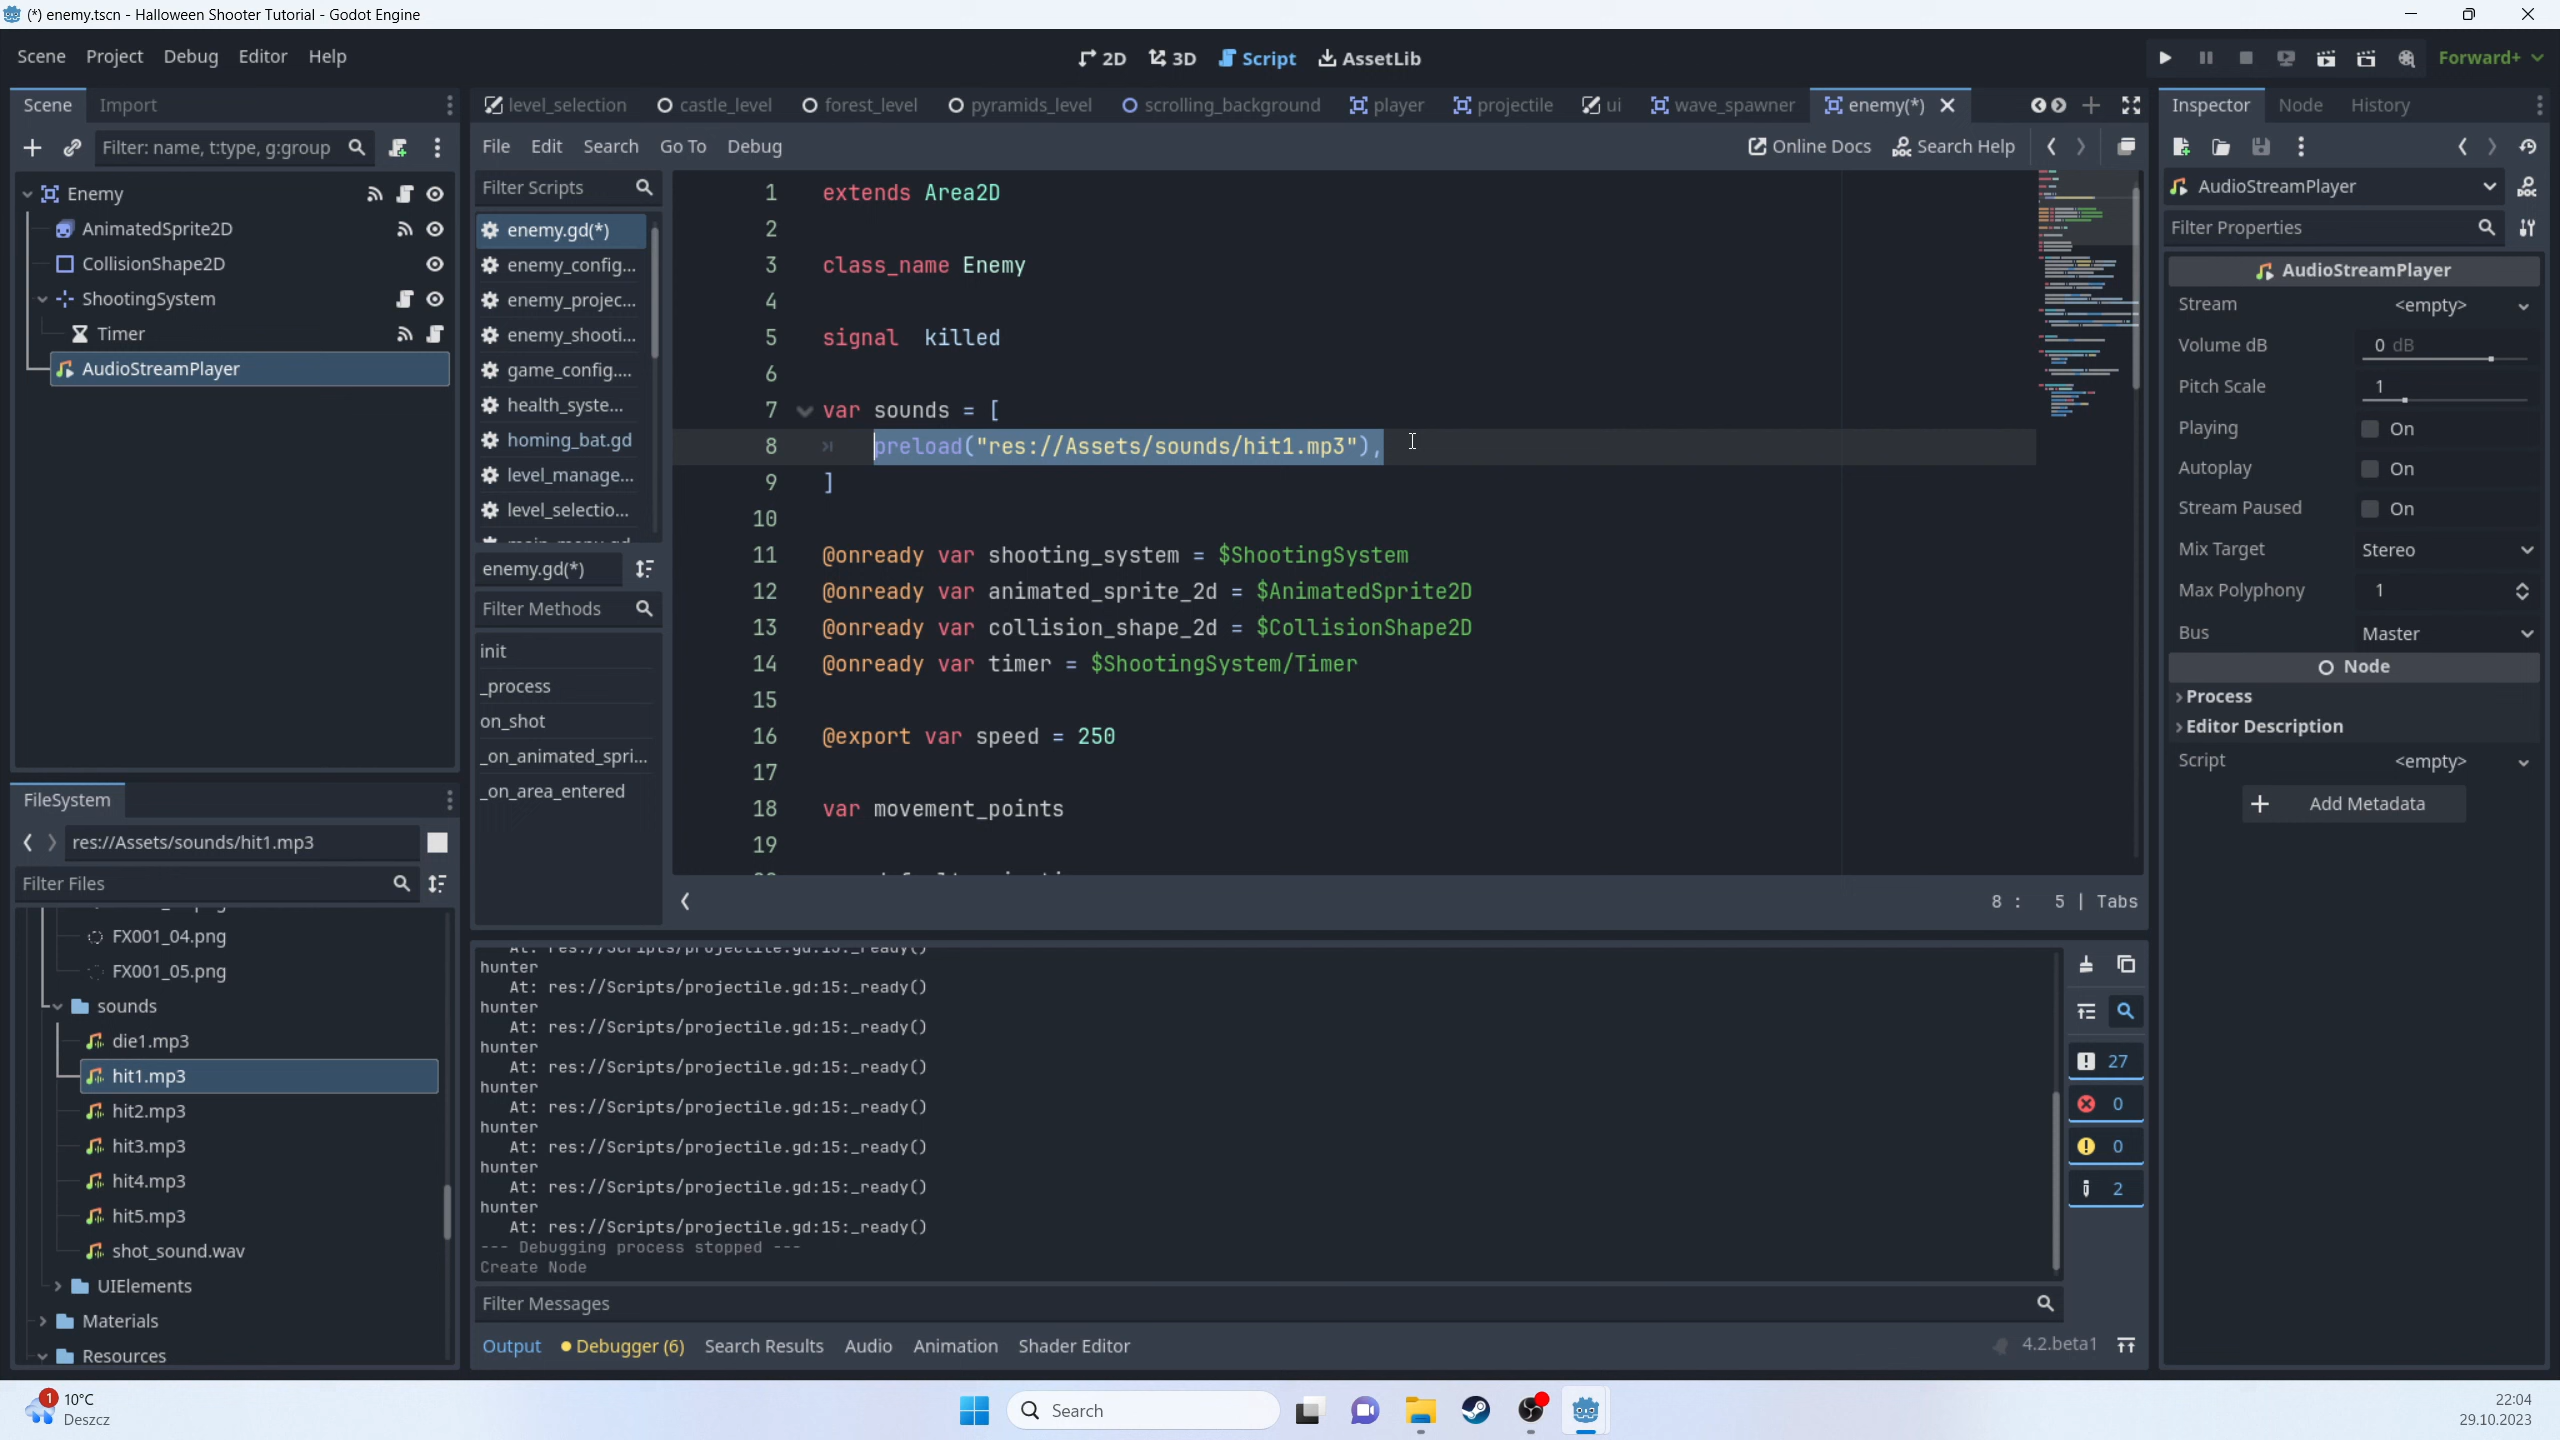 (*) enemy.tscn - Halloween Shooter Tutorial - Godot Engine
Scene Project Debug Editor Help
2D 3D Script AssetLib
Forward+
Scene Import
level_selection castle_level forest_level pyramids_level scrolling_background player projectile ui wave_spawner enemy(*)
Inspector Node History
Filter: name, t:type, g:group
File Edit Search Go To Debug
Online Docs Search Help
Enemy
AnimatedSprite2D
CollisionShape2D
ShootingSystem
Timer
AudioStreamPlayer
Filter Scripts
enemy.gd(*)
enemy_config...
enemy_projec...
enemy_shooti...
game_config....
health_syste...
homing_bat.gd
level_manage...
level_selectio...
enemy.gd(*)
Filter Methods
init
_process
on_shot
_on_animated_spri...
_on_area_entered
1 extends Area2D
2
3 class_name Enemy
4
5 signal  killed
6
7 var sounds = [
8 preload("res://Assets/sounds/hit1.mp3"),
9 ]
10
11 @onready var shooting_system = $ShootingSystem
12 @onready var animated_sprite_2d = $AnimatedSprite2D
13 @onready var collision_shape_2d = $CollisionShape2D
14 @onready var timer = $ShootingSystem/Timer
15
16 @export var speed = 250
17
18 var movement_points
19
8 : 5 | Tabs
AudioStreamPlayer
Filter Properties
AudioStreamPlayer
Stream <empty>
Volume dB 0 dB
Pitch Scale 1
Playing On
Autoplay On
Stream Paused On
Mix Target Stereo
Max Polyphony 1
Bus Master
Node
Process
Editor Description
Script <empty>
Add Metadata
FileSystem
res://Assets/sounds/hit1.mp3
Filter Files
FX001_04.png
FX001_05.png
sounds
die1.mp3
hit1.mp3
hit2.mp3
hit3.mp3
hit4.mp3
hit5.mp3
shot_sound.wav
UIElements
Materials
Resources
At: res://Scripts/projectile.gd:15:_ready()
hunter
At: res://Scripts/projectile.gd:15:_ready()
hunter
At: res://Scripts/projectile.gd:15:_ready()
hunter
At: res://Scripts/projectile.gd:15:_ready()
hunter
At: res://Scripts/projectile.gd:15:_ready()
hunter
At: res://Scripts/projectile.gd:15:_ready()
hunter
At: res://Scripts/projectile.gd:15:_ready()
hunter
At: res://Scripts/projectile.gd:15:_ready()
--- Debugging process stopped ---
Create Node
27
0
0
2
Filter Messages
Output Debugger (6) Search Results Audio Animation Shader Editor
4.2.beta1
1
10°C
Deszcz
Search
22:04
29.10.2023